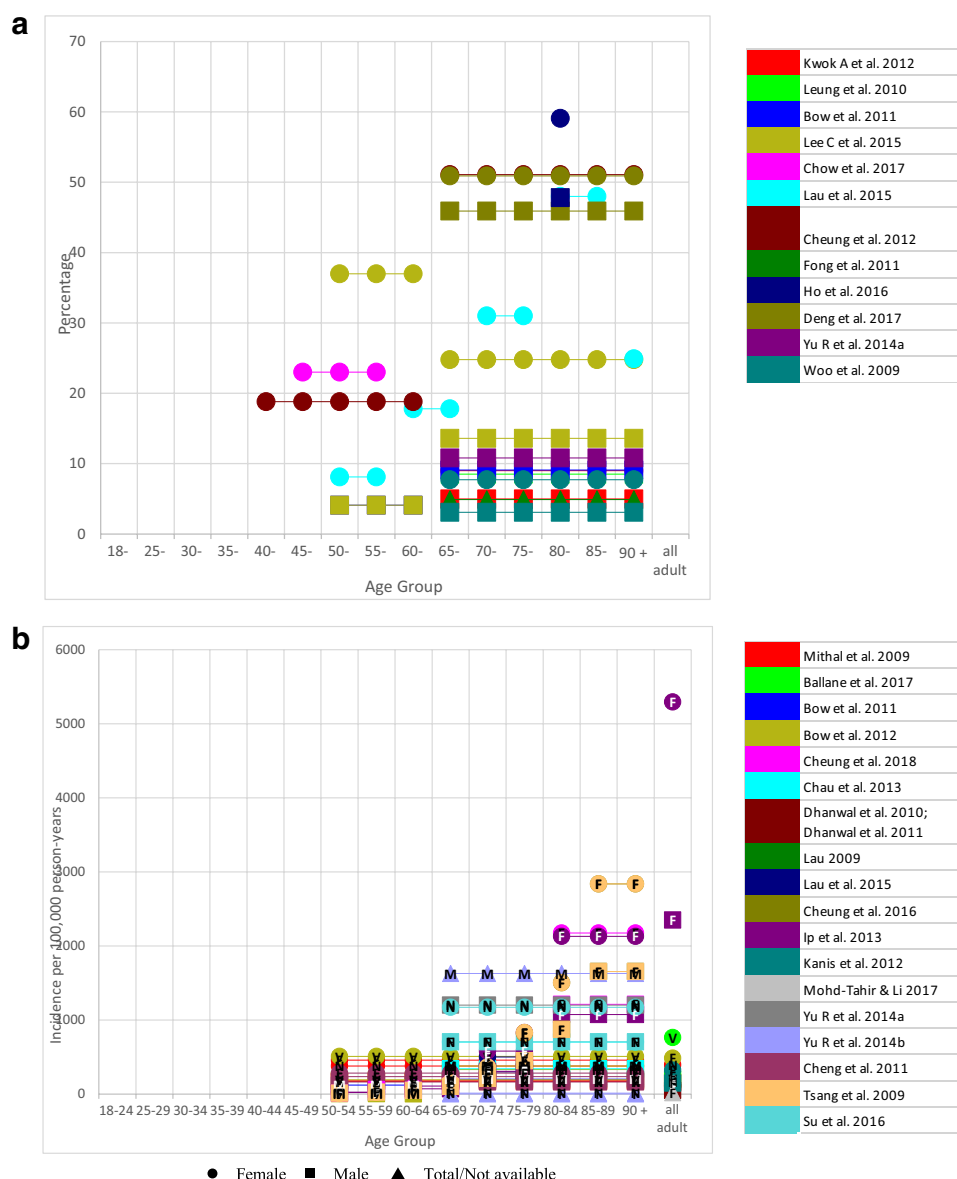 a
70
60
50
40
30
20
10
0
Percentage
18- 25- 30- 35- 40- 45- 50- 55- 60- 65- 70- 75- 80- 85- 90 + all adult
Age Group
Kwok A et al. 2012
Leung et al. 2010
Bow et al. 2011
Lee C et al. 2015
Chow et al. 2017
Lau et al. 2015
Cheung et al. 2012
Fong et al. 2011
Ho et al. 2016
Deng et al. 2017
Yu R et al. 2014a
Woo et al. 2009
b
6000
5000
4000
3000
2000
1000
0
Incidence per 100,000 person-years
18-24 25-29 30-34 35-39 40-44 45-49 50-54 55-59 60-64 65-69 70-74 75-79 80-84 85-89 90 + all adult
Age Group
F
F
F F
F F F
M M M M M M
F
V
Mithal et al. 2009
Ballane et al. 2017
Bow et al. 2011
Bow et al. 2012
Cheung et al. 2018
Chau et al. 2013
Dhanwal et al. 2010;
Dhanwal et al. 2011
Lau 2009
Lau et al. 2015
Cheung et al. 2016
Ip et al. 2013
Kanis et al. 2012
Mohd-Tahir & Li 2017
Yu R et al. 2014a
Yu R et al. 2014b
Cheng et al. 2011
Tsang et al. 2009
Su et al. 2016
Female Male Total/Not available